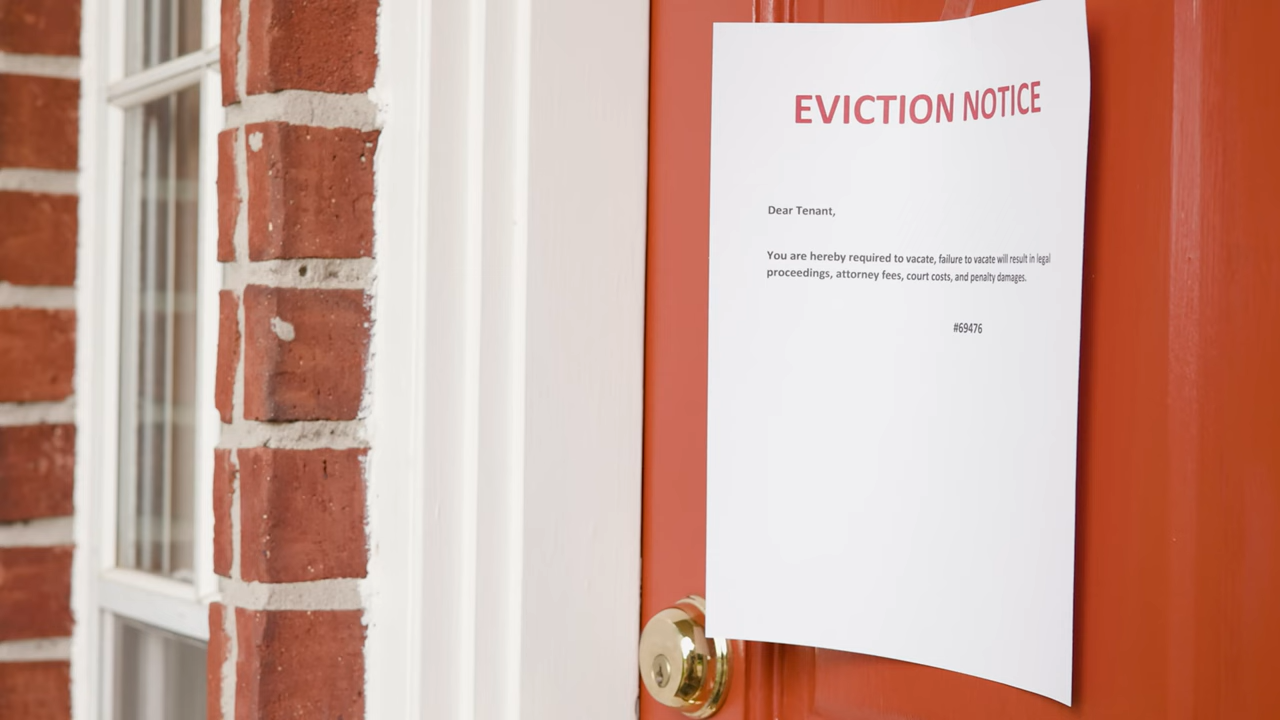 EVICTION NOTICE
Dear Tenant,
You are hereby required to vacate, failure to vacate will result in legal
proceedings, attorney fees, court costs, and penalty damages.
#69476